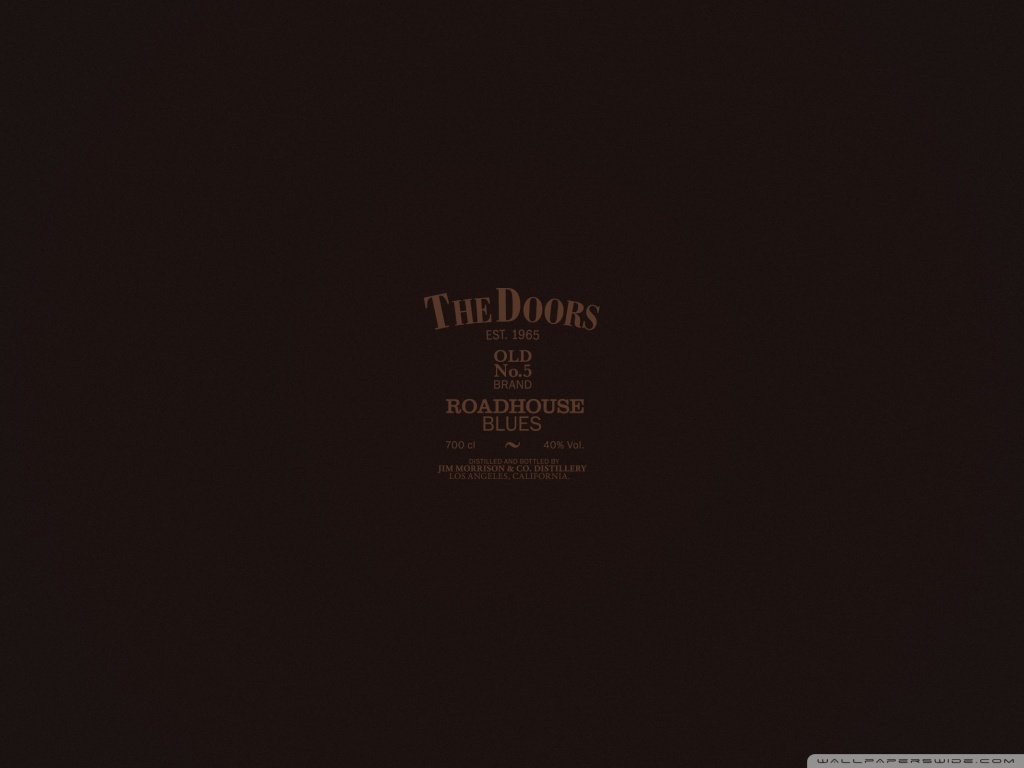 THE DOORS
EST. 1965
OLD
No.5
BRAND
ROADHOUSE
BLUES
700 cl ~ 40% Vol.
DISTILLED AND BOTTLED BY
JIM MORRISON & CO. DISTILLERY
LOS ANGELES, CALIFORNIA.
WALLPAPERSWIDE.COM